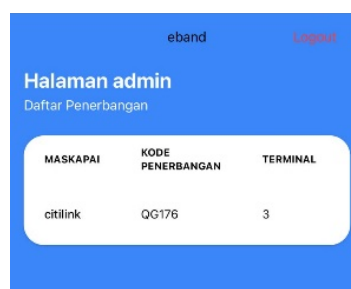 eband Logout
Halaman admin
Daftar Penerbangan
MASKAPAI KODE PENERBANGAN TERMINAL
citilink QG176 3